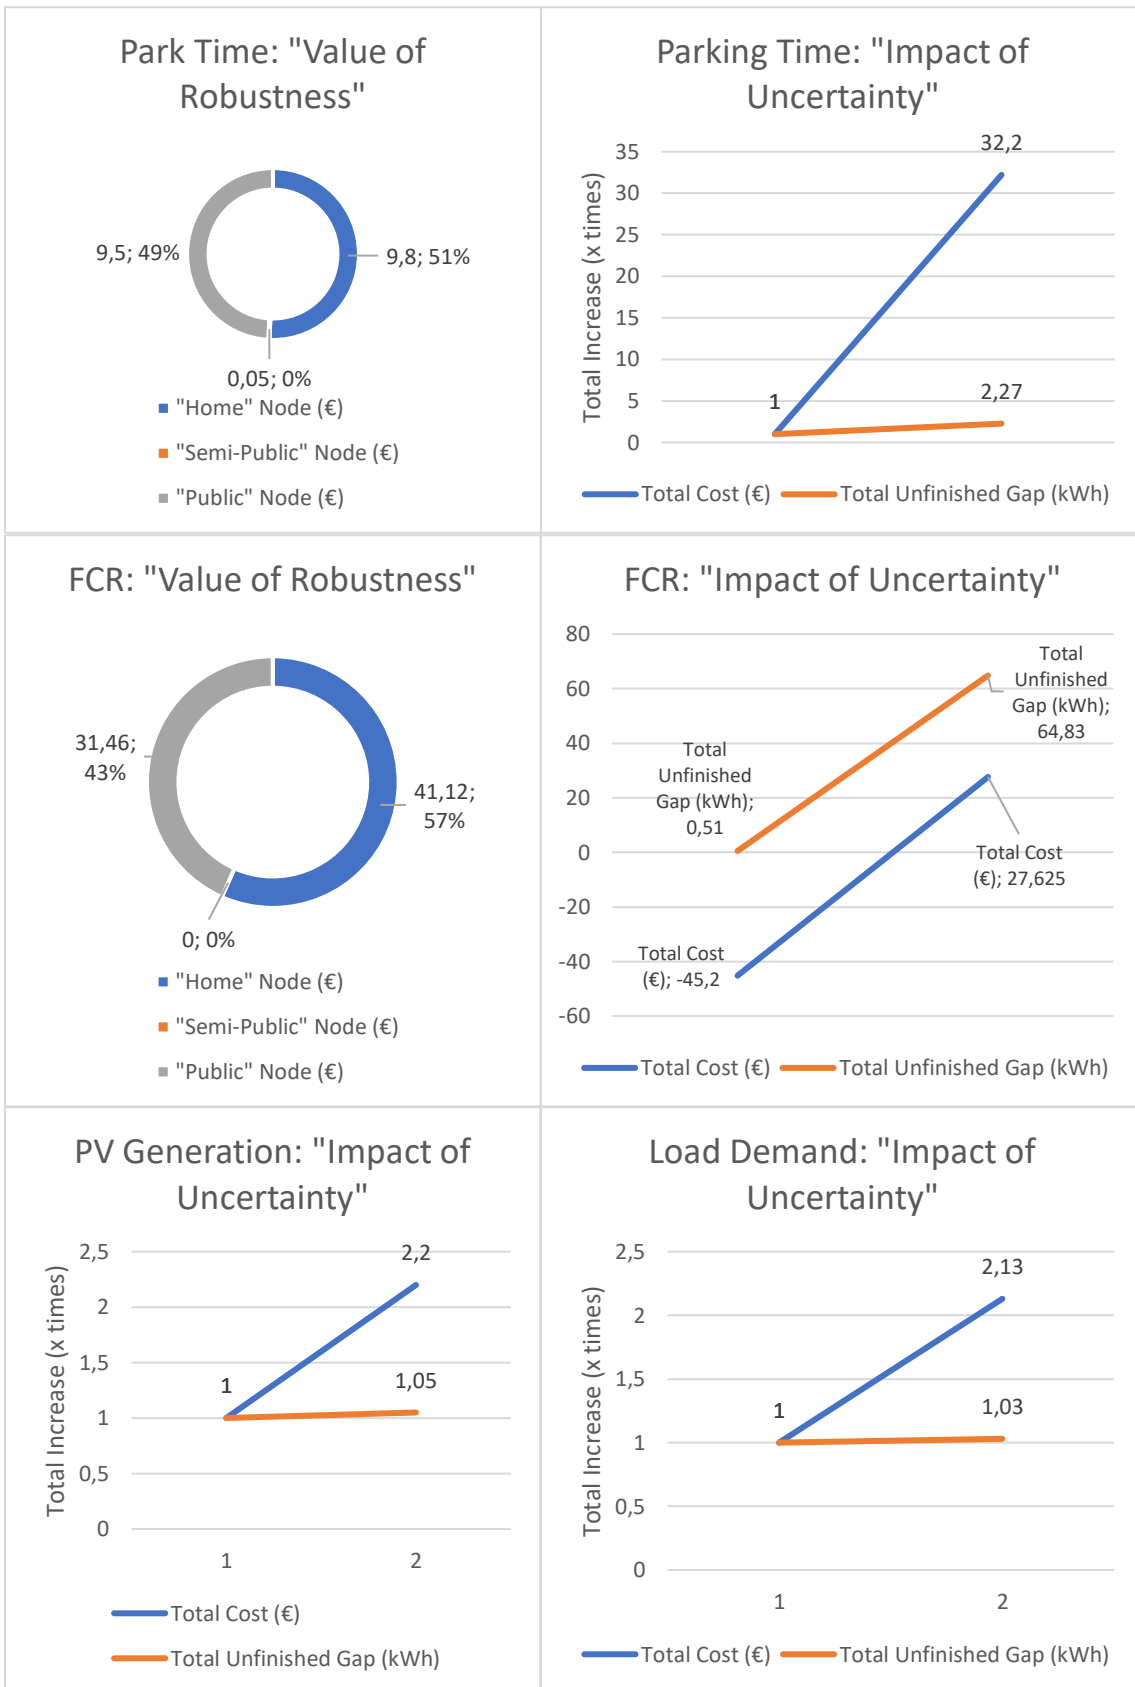 Park Time: "Value of
Robustness"
9,5; 49%
9,8; 51%
0,05; 0%
"Home" Node (€)
"Semi-Public" Node (€)
"Public" Node (€)
Parking Time: "Impact of
Uncertainty"
Total Increase (x times)
35
30
25
20
15
10
5
0
32,2
1
2,27
Total Cost (€)
Total Unfinished Gap (kWh)
FCR: "Value of Robustness"
31,46;
43%
41,12;
57%
0; 0%
"Home" Node (€)
"Semi-Public" Node (€)
"Public" Node (€)
FCR: "Impact of Uncertainty"
80
60
40
20
0
-20
-40
-60
Total
Unfinished
Gap (kWh);
0,51
Total
Unfinished
Gap (kWh);
64,83
Total Cost
(€); -45,2
Total Cost
(€); 27,625
Total Cost (€)
Total Unfinished Gap (kWh)
PV Generation: "Impact of
Uncertainty"
Total Increase (x times)
2,5
2
1,5
1
0,5
0
2,2
1
1,05
1
2
Total Cost (€)
Total Unfinished Gap (kWh)
Load Demand: "Impact of
Uncertainty"
Total Increase (x times)
2,5
2
1,5
1
0,5
0
2,13
1
1,03
1
2
Total Cost (€)
Total Unfinished Gap (kWh)